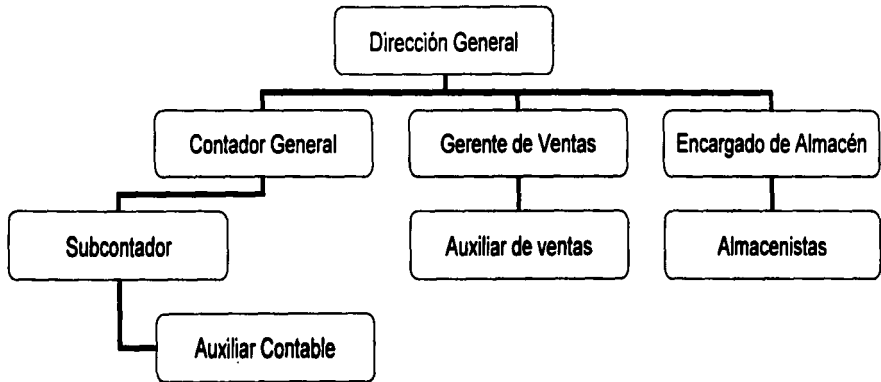 Dirección General
Contador General
Gerente de Ventas
Encargado de Almacén
Subcontador
Auxiliar de ventas
Almacenistas
Auxiliar Contable